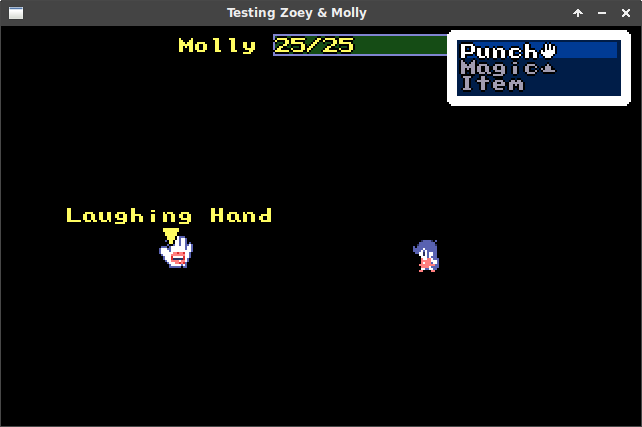 Testing Zoey & Molly
Molly 25/25
Punch
Magic
Item
Laughing Hand